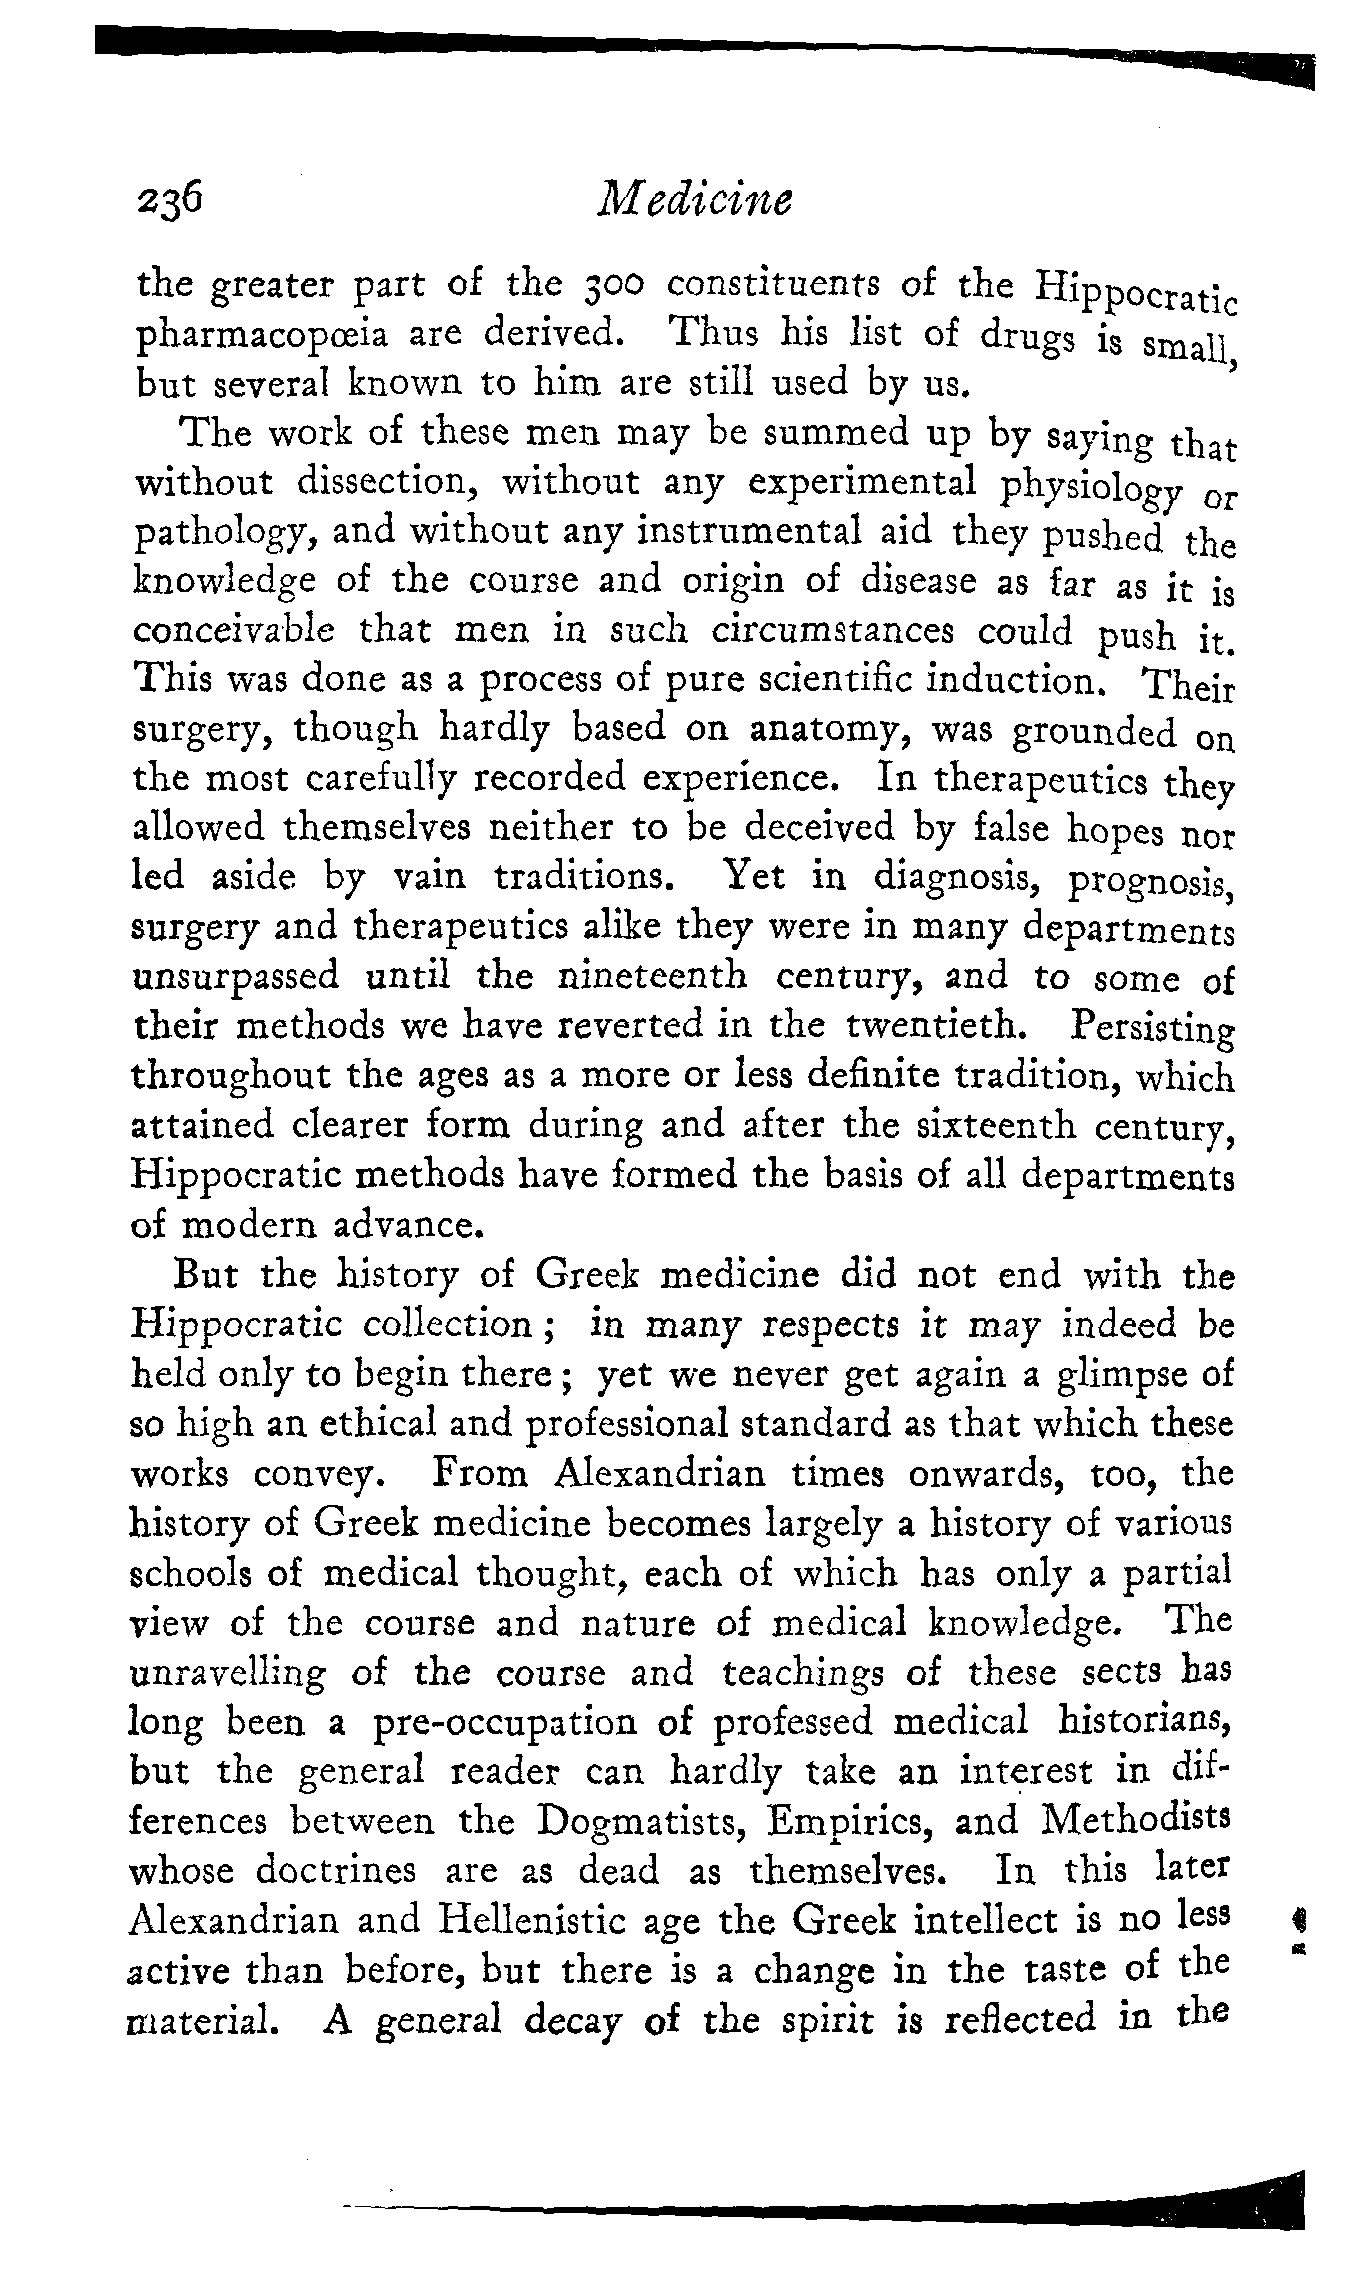 236 Medicine
the greater part of the 300 constituents of the Hippocratic
pharmacopœia are derived. Thus his list of drugs is small,
but several known to him are still used by us.
The work of these men may be summed up by saying that
without dissection, without any experimental physiology or
pathology, and without any instrumental aid they pushed the
knowledge of the course and origin of disease as far as it is
conceivable that men in such circumstances could push it.
This was done as a process of pure scientific induction. Their
surgery, though hardly based on anatomy, was grounded on
the most carefully recorded experience. In therapeutics they
allowed themselves neither to be deceived by false hopes nor
led aside by vain traditions. Yet in diagnosis, prognosis,
surgery and therapeutics alike they were in many departments
unsurpassed until the nineteenth century, and to some of
their methods we have reverted in the twentieth. Persisting
throughout the ages as a more or less definite tradition, which
attained clearer form during and after the sixteenth century,
Hippocratic methods have formed the basis of all departments
of modern advance.
But the history of Greek medicine did not end with the
Hippocratic collection ; in many respects it may indeed be
held only to begin there ; yet we never get again a glimpse of
so high an ethical and professional standard as that which these
works convey. From Alexandrian times onwards, too, the
history of Greek medicine becomes largely a history of various
schools of medical thought, each of which has only a partial
view of the course and nature of medical knowledge. The
unravelling of the course and teachings of these sects has
long been a pre-occupation of professed medical historians,
but the general reader can hardly take an interest in dif-
ferences between the Dogmatists, Empirics, and Methodists
whose doctrines are as dead as themselves. In this later
Alexandrian and Hellenistic age the Greek intellect is no less
active than before, but there is a change in the taste of the
material. A general decay of the spirit is reflected in the